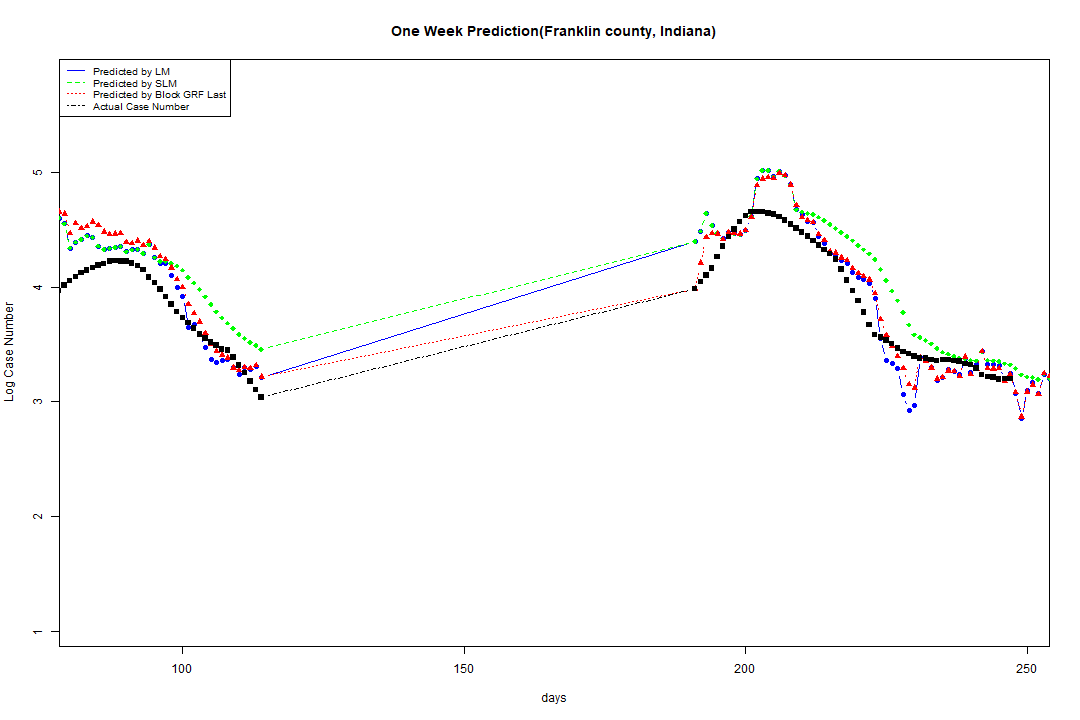 One Week Prediction(Franklin county, Indiana)
Predicted by LM
Predicted by SLM
Predicted by Block GRF Last
Actual Case Number
5
4
3
2
1
Log Case Number
100 150 200 250
days